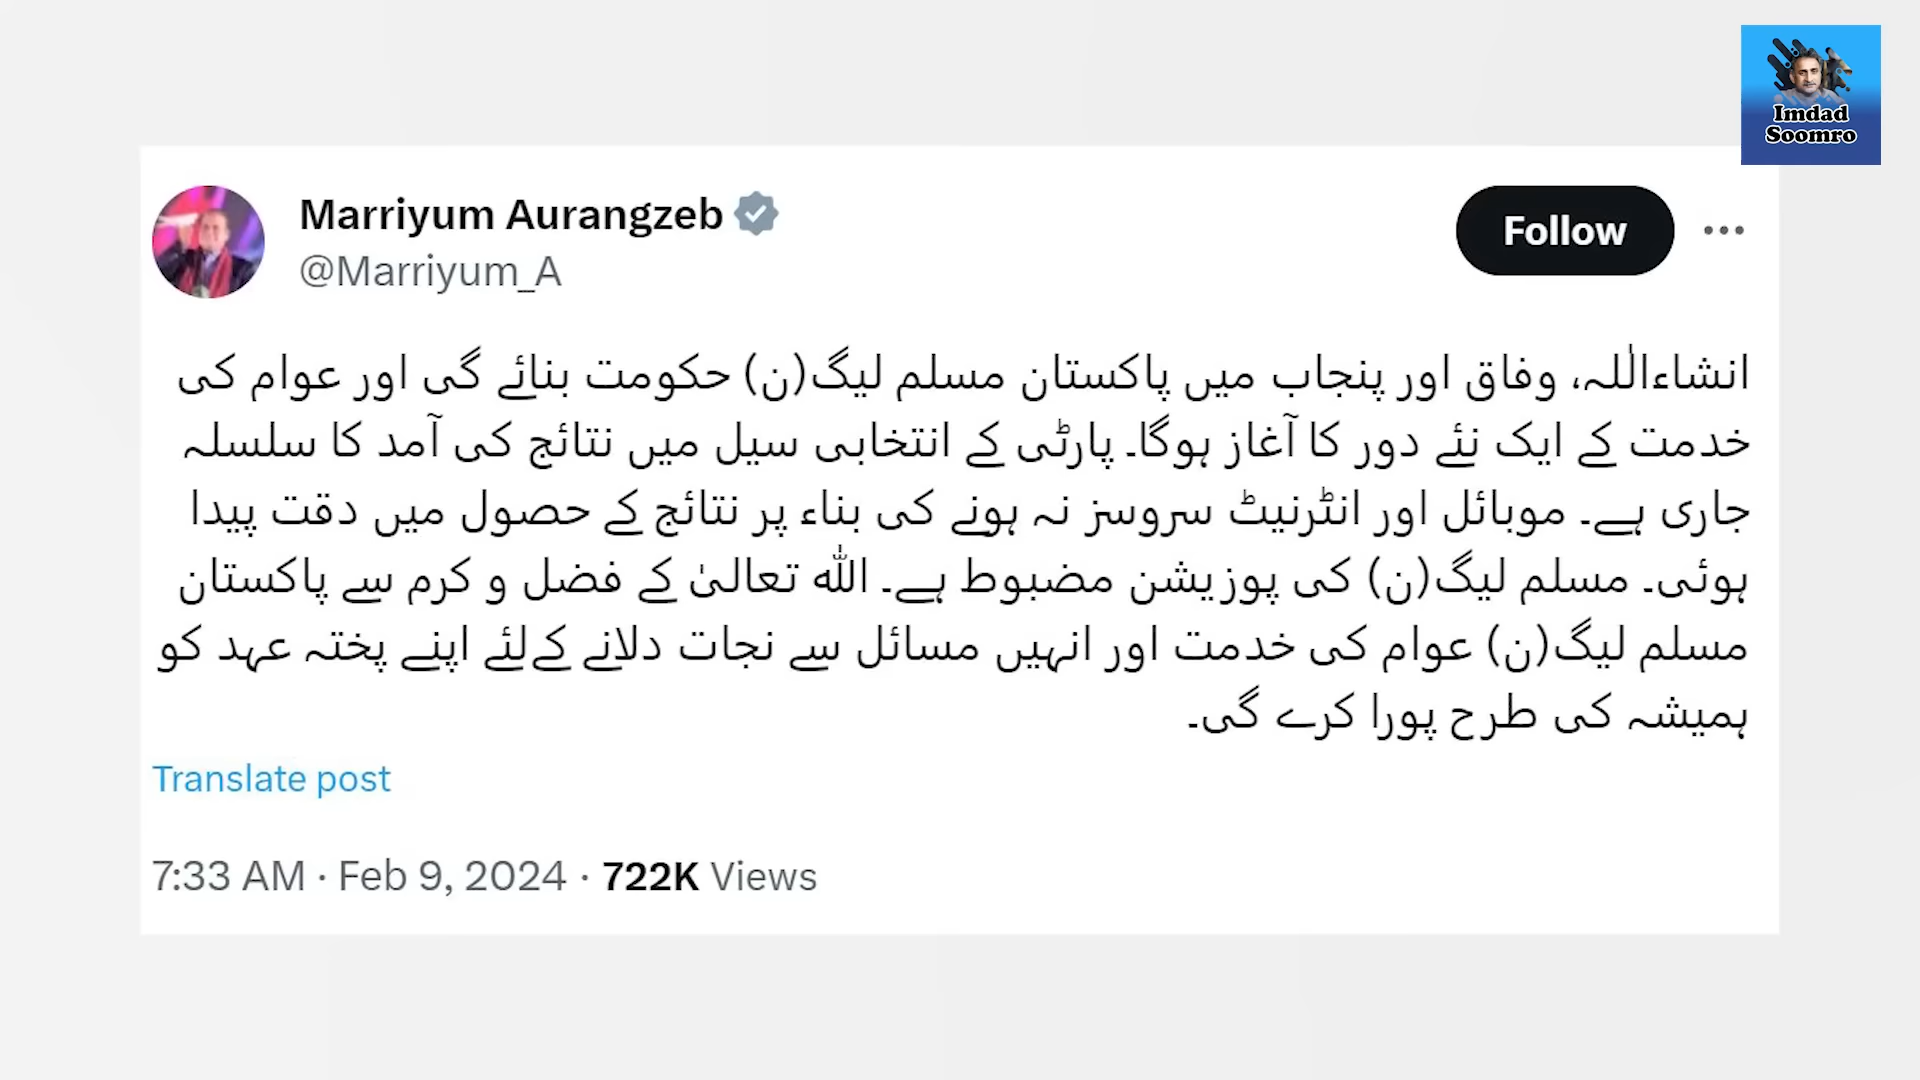 Imdad
Soomro
Marriyum Aurangzeb
@Marriyum_A
Follow
انشاءاللٰلہ، وفاق اور پنجاب میں پاکستان مسلم لیگ(ن) حکومت بنائے گی اور عوام کی
خدمت کے ایک نئے دور کا آغاز ہوگا۔ پارٹی کے انتخابی سیل میں نتائج کی آمد کا سلسلہ
جاری ہے۔ موبائل اور انٹرنیٹ سروسز نہ ہونے کی بناء پر نتائج کے حصول میں دقت پیدا
ہوئی۔ مسلم لیگ(ن) کی پوزیشن مضبوط ہے۔ اللّٰہ تعالیٰ کے فضل و کرم سے پاکستان
مسلم لیگ(ن) عوام کی خدمت اور انہیں مسائل سے نجات دلانے کےلئے اپنے پختہ عہد کو
ہمیشہ کی طرح پورا کرے گی۔
Translate post
7:33 AM · Feb 9, 2024 · 722K Views